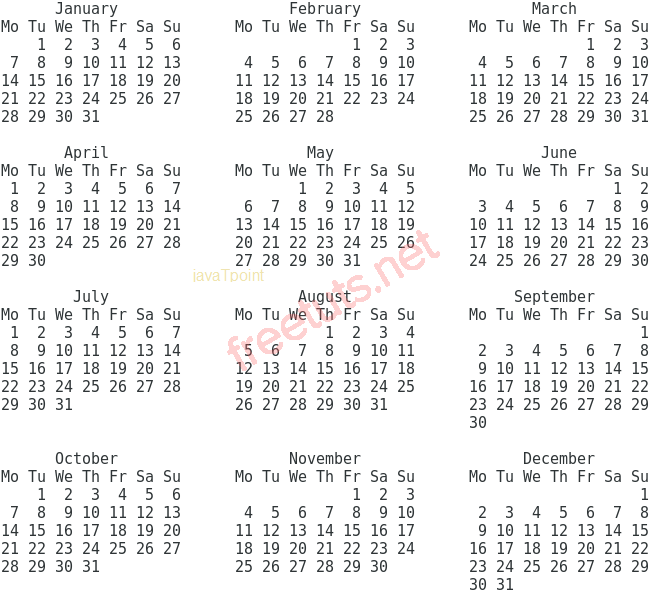 January February March
Mo Tu We Th Fr Sa Su Mo Tu We Th Fr Sa Su Mo Tu We Th Fr Sa Su
1 2 3 4 5 6 1 2 3 1 2 3
7 8 9 10 11 12 13 4 5 6 7 8 9 10 4 5 6 7 8 9 10
14 15 16 17 18 19 20 11 12 13 14 15 16 17 11 12 13 14 15 16 17
21 22 23 24 25 26 27 18 19 20 21 22 23 24 18 19 20 21 22 23 24
28 29 30 31 25 26 27 28 25 26 27 28 29 30 31
April May June
Mo Tu We Th Fr Sa Su Mo Tu We Th Fr Sa Su Mo Tu We Th Fr Sa Su
1 2 3 4 5 6 7 1 2 3 4 5 1 2
8 9 10 11 12 13 14 6 7 8 9 10 11 12 3 4 5 6 7 8 9
15 16 17 18 19 20 21 13 14 15 16 17 18 19 10 11 12 13 14 15 16
22 23 24 25 26 27 28 20 21 22 23 24 25 26 17 18 19 20 21 22 23
29 30 27 28 29 30 31 24 25 26 27 28 29 30
javaTpoint
freetuts.net
July August September
Mo Tu We Th Fr Sa Su Mo Tu We Th Fr Sa Su Mo Tu We Th Fr Sa Su
1 2 3 4 5 6 7 1 2 3 4 1
8 9 10 11 12 13 14 5 6 7 8 9 10 11 2 3 4 5 6 7 8
15 16 17 18 19 20 21 12 13 14 15 16 17 18 9 10 11 12 13 14 15
22 23 24 25 26 27 28 19 20 21 22 23 24 25 16 17 18 19 20 21 22
29 30 31 26 27 28 29 30 31 23 24 25 26 27 28 29
30
October November December
Mo Tu We Th Fr Sa Su Mo Tu We Th Fr Sa Su Mo Tu We Th Fr Sa Su
1 2 3 4 5 6 1 2 3 1
7 8 9 10 11 12 13 4 5 6 7 8 9 10 2 3 4 5 6 7 8
14 15 16 17 18 19 20 11 12 13 14 15 16 17 9 10 11 12 13 14 15
21 22 23 24 25 26 27 18 19 20 21 22 23 24 16 17 18 19 20 21 22
28 29 30 31 25 26 27 28 29 30 23 24 25 26 27 28 29
30 31